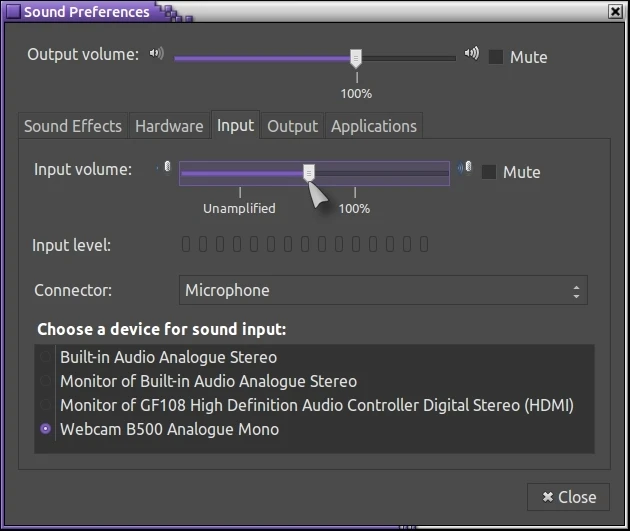 Sound Preferences
Output volume:
Mute
100%
Sound Effects Hardware Input Output Applications
Input volume:
Mute
Unamplified 100%
Input level:
Connector: Microphone
Choose a device for sound input:
Built-in Audio Analogue Stereo
Monitor of Built-in Audio Analogue Stereo
Monitor of GF108 High Definition Audio Controller Digital Stereo (HDMI)
Webcam B500 Analogue Mono
Close